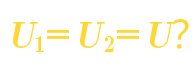 U₁= U₂= U?